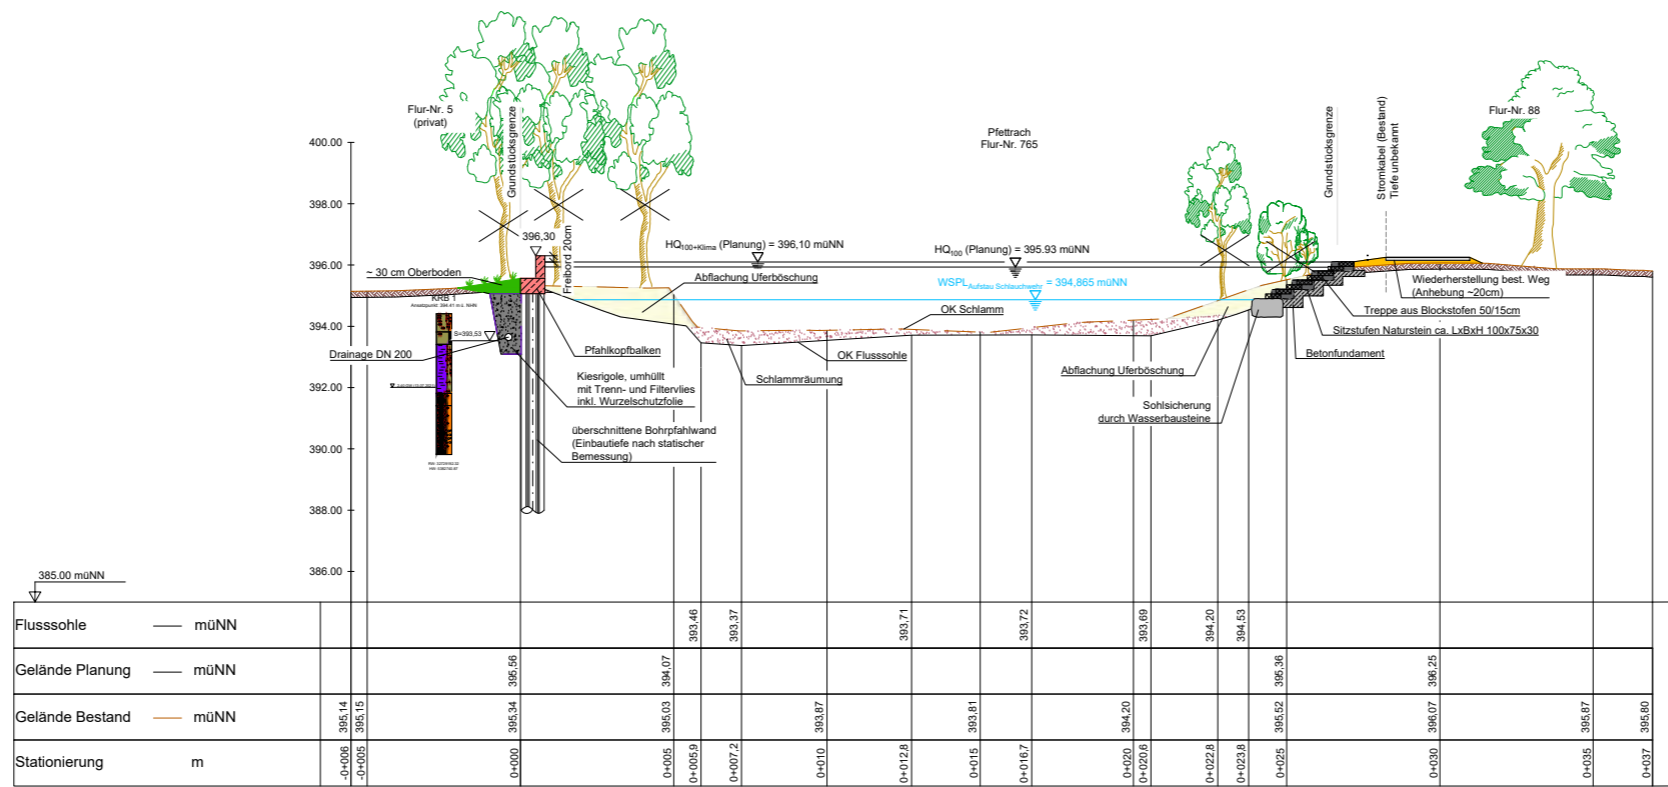 Flur-Nr. 5
(privat)
Grundstücksgrenze
Pfettrach
Flur-Nr. 765
Grundstücksgrenze
Stromkabel (Bestand)
Tiefe unbekannt
Flur-Nr. 88
400.00
398.00
396.00
394.00
392.00
390.00
388.00
386.00
385.00 müNN
396,30
Freibord 20cm
HQ100+Klima (Planung) = 396,10 müNN
HQ100 (Planung) = 395.93 müNN
Abflachung Uferböschung
WSPLAufstau Schlauchwehr = 394,865 müNN
OK Schlamm
~ 30 cm Oberboden
KRB 1
Ansatzpunkt: 394.41 m.ü. NHN
S=393,53
Drainage DN 200
Pfahlkopfbalken
OK Flusssohle
Schlammräumung
Kiesrigole, umhüllt
mit Trenn- und Filtervlies
inkl. Wurzelschutzfolie
überschnittene Bohrpfahlwand
(Einbautiefe nach statischer
Bemessung)
Wiederherstellung best. Weg
(Anhebung ~20cm)
Treppe aus Blockstofen 50/15cm
Sitzstufen Naturstein ca. LxBxH 100x75x30
Betonfundament
Abflachung Uferböschung
Sohlsicherung
durch Wasserbausteine
Flusssohle müNN
393,46 393,37 393,71 393,72 393,69 394,20 394,53
Gelände Planung müNN
395,56 394,07 395,36 396,25
Gelände Bestand müNN
395,14 395,15 395,34 395,03 393,87 393,81 394,20 395,52 396,07 395,87 395,80
Stationierung m
-0+006 -0+005 0+000 0+005 0+005,9 0+007,2 0+010 0+012,8 0+015 0+016,7 0+020 0+020,6 0+022,8 0+023,8 0+025 0+030 0+035 0+037